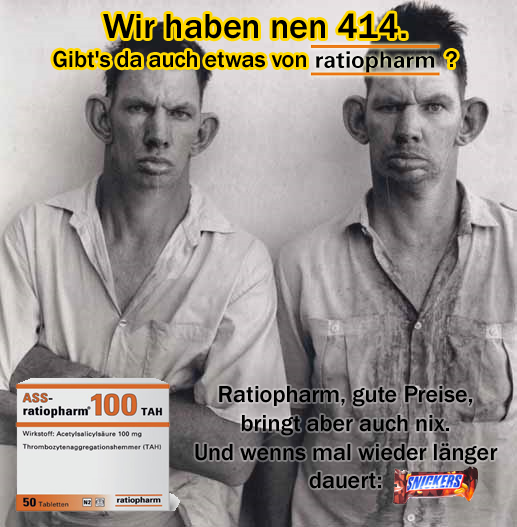 Wir haben nen 414.
Gibt's da auch etwas von ratiopharm ?
ASS-
ratiopharm® 100 TAH
Wirkstoff: Acetylsalicylsäure 100 mg
Thrombozytenaggregationshemmer (TAH)
50 Tabletten N2 ratiopharm
Ratiopharm, gute Preise,
bringt aber auch nix.
Und wenns mal wieder länger
dauert: SNICKERS